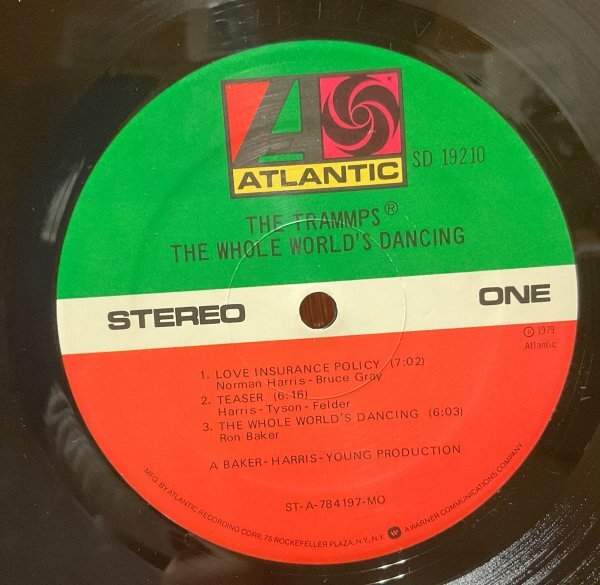 A
ATLANTIC
SD 19210
THE TRAMMPS®
THE WHOLE WORLD'S DANCING
STEREO
ONE
℗ 1979
Atlantic
1. LOVE INSURANCE POLICY (7:02)
Norman Harris - Bruce Gray
2. TEASER (6:16)
Harris - Tyson - Felder
3. THE WHOLE WORLD'S DANCING (6:03)
Ron Baker
A BAKER - HARRIS - YOUNG PRODUCTION
ST-A-784197-MO
MFG. BY ATLANTIC RECORDING CORP., 75 ROCKEFELLER PLAZA, N.Y., N.Y. W A WARNER COMMUNICATIONS COMPANY